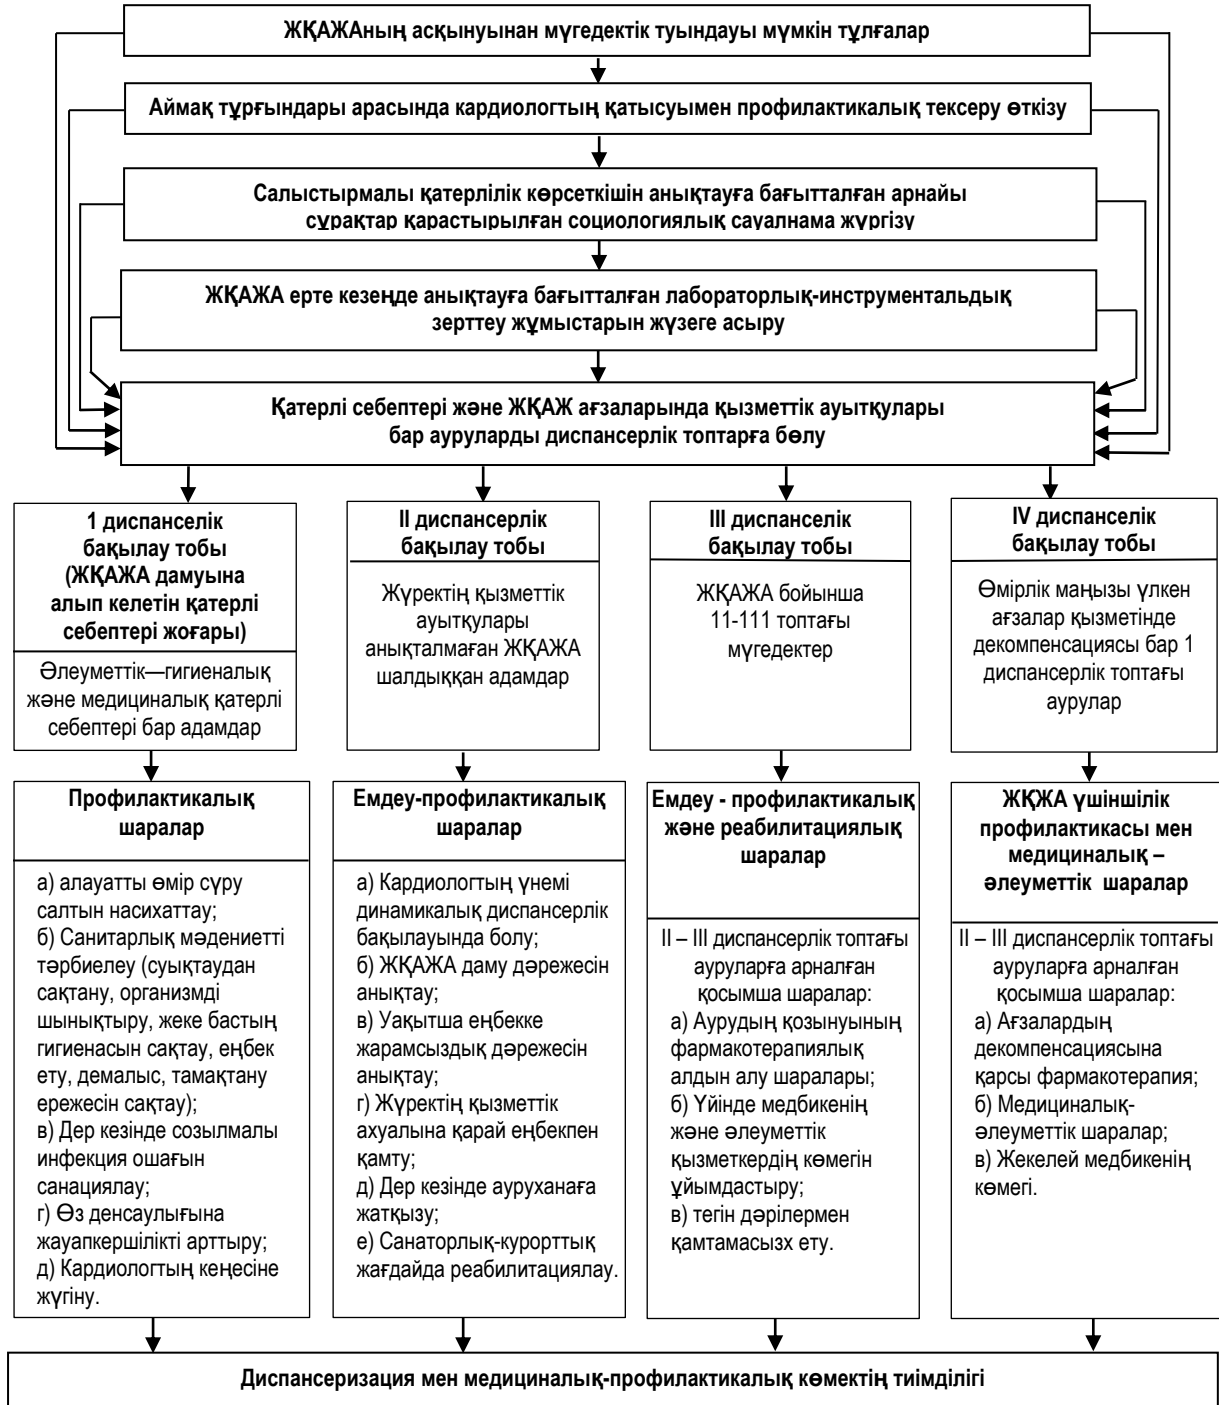 ЖҚАЖАның асқынуынан мүгедектік туындауы мүмкін тұлғалар
Аймақ тұрғындары арасында кардиологтың қатысуымен профилактикалық тексеру өткізу
Салыстырмалы қатерлілік көрсеткішін анықтауға бағытталған арнайы
сұрақтар қарастырылған социологиялық сауалнама жүргізу
ЖҚАЖА ерте кезеңде анықтауға бағытталған лабораторлық-инструментальдық
зерттеу жұмыстарын жүзеге асыру
Қатерлі себептері және ЖҚАЖ ағзаларында қызметтік ауытқулары
бар ауруларды диспансерлік топтарға бөлу
1 диспанселік
бақылау тобы
(ЖҚАЖА дамуына
алып келетін қатерлі
себептері жоғары)
Әлеуметтік—гигиеналық
және медициналық қатерлі
себептері бар адамдар
II диспансерлік
бақылау тобы
Жүректің қызметтік
ауытқулары
анықталмаған ЖҚАЖА
шалдыққан адамдар
III диспанселік
бақылау тобы
ЖҚАЖА бойынша
11-111 топтағы
мүгедектер
IV диспанселік
бақылау тобы
Өмірлік маңызы үлкен
ағзалар қызметінде
декомпенсациясы бар 1
диспансерлік топтағы
аурулар
Профилактикалық
шаралар
а) алауатты өмір сүру
салтын насихаттау;
б) Санитарлық мәдениетті
тәрбиелеу (суықтаудан
сақтану, организмді
шынықтыру, жеке бастың
гигиенасын сақтау, еңбек
ету, демалыс, тамақтану
ережесін сақтау);
в) Дер кезінде созылмалы
инфекция ошағын
санациялау;
г) Өз денсаулығына
жауапкершілікті арттыру;
д) Кардиологтың кеңесіне
жүгіну.
Емдеу-профилактикалық
шаралар
а) Кардиологтың үнемі
динамикалық диспансерлік
бақылауында болу;
б) ЖҚАЖА даму дәрежесін
анықтау;
в) Уақытша еңбекке
жарамсыздық дәрежесін
анықтау;
г) Жүректің қызметтік
ахуалына қарай еңбекпен
қамту;
д) Дер кезінде ауруханаға
жатқызу;
е) Санаторлық-курорттық
жағдайда реабилитациялау.
Емдеу - профилактикалық
және реабилитациялық
шаралар
II – III диспансерлік топтағы
ауруларға арналған
қосымша шаралар:
а) Аурудың қозынуының
фармакотерапиялық
алдын алу шаралары;
б) Үйінде медбикенің
және әлеуметтік
қызметкердің көмегін
ұйымдастыру;
в) тегін дәрілермен
қамтамасызх ету.
ЖҚЖА үшіншілік
профилактикасы мен
медициналық –
әлеуметтік шаралар
II – III диспансерлік топтағы
ауруларға арналған
қосымша шаралар:
а) Ағзалардың
декомпенсациясына
қарсы фармакотерапия;
б) Медициналық-
әлеуметтік шаралар;
в) Жекелей медбикенің
көмегі.
Диспансеризация мен медициналық-профилактикалық көмектің тиімділігі